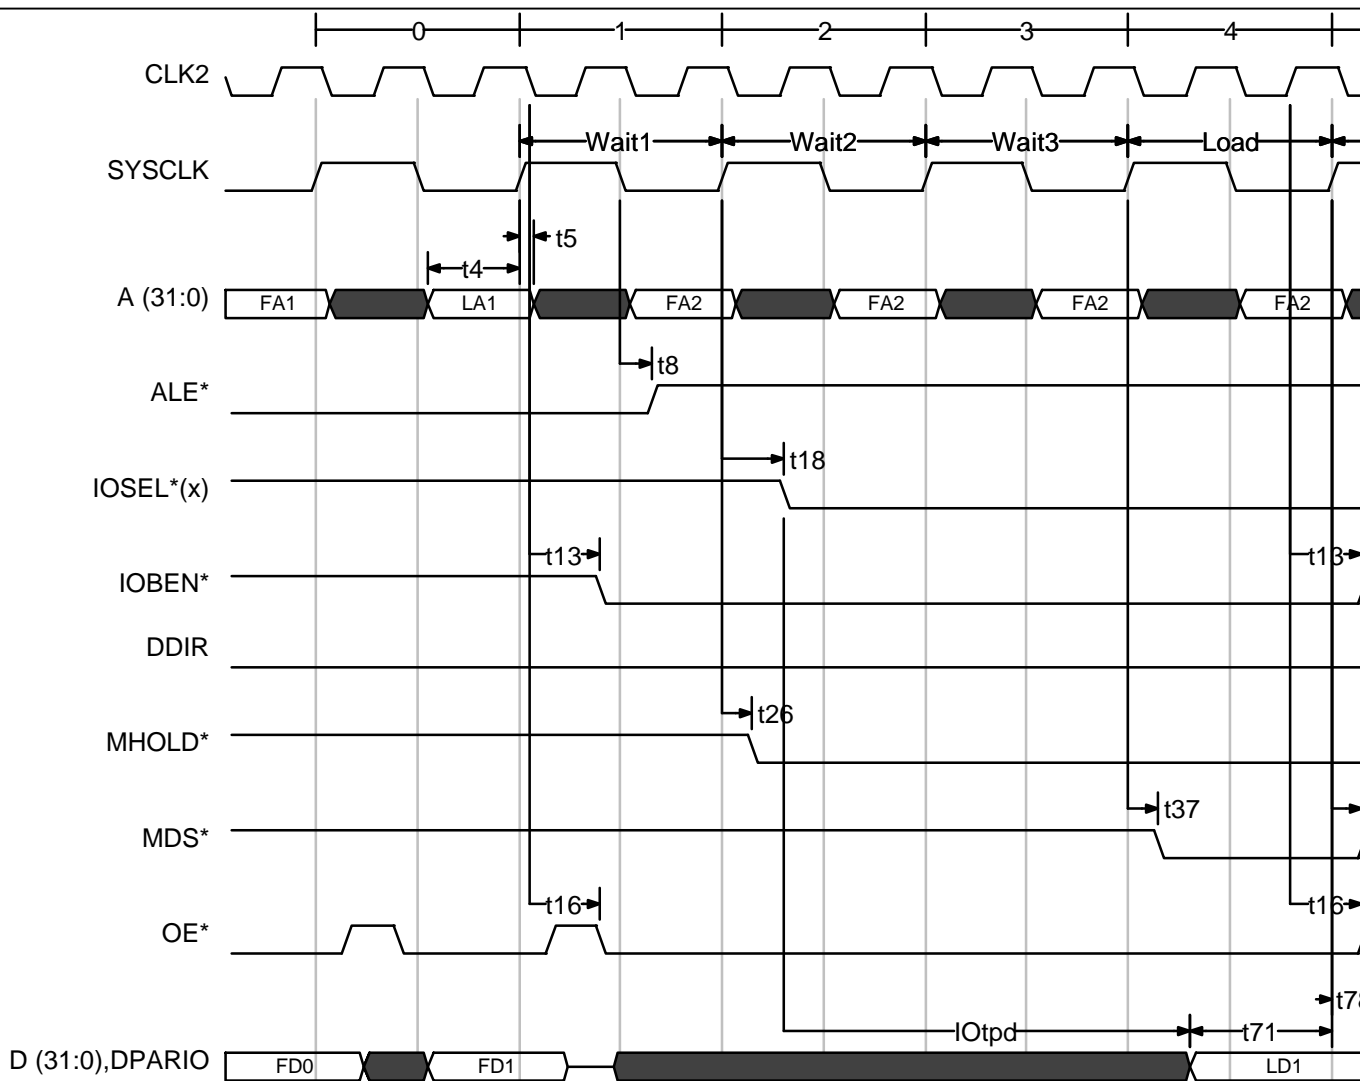 0 1 2 3 4
CLK2
Wait1 Wait2 Wait3 Load
SYSCLK
t5
t4
A (31:0) FA1 LA1 FA2 FA2 FA2 FA2
t8
ALE*
t18
IOSEL*(x)
t13 t13
IOBEN*
DDIR
t26
MHOLD*
t37
MDS*
t16 t16
OE*
t78
IOtpd t71
D (31:0),DPARIO FD0 FD1 LD1